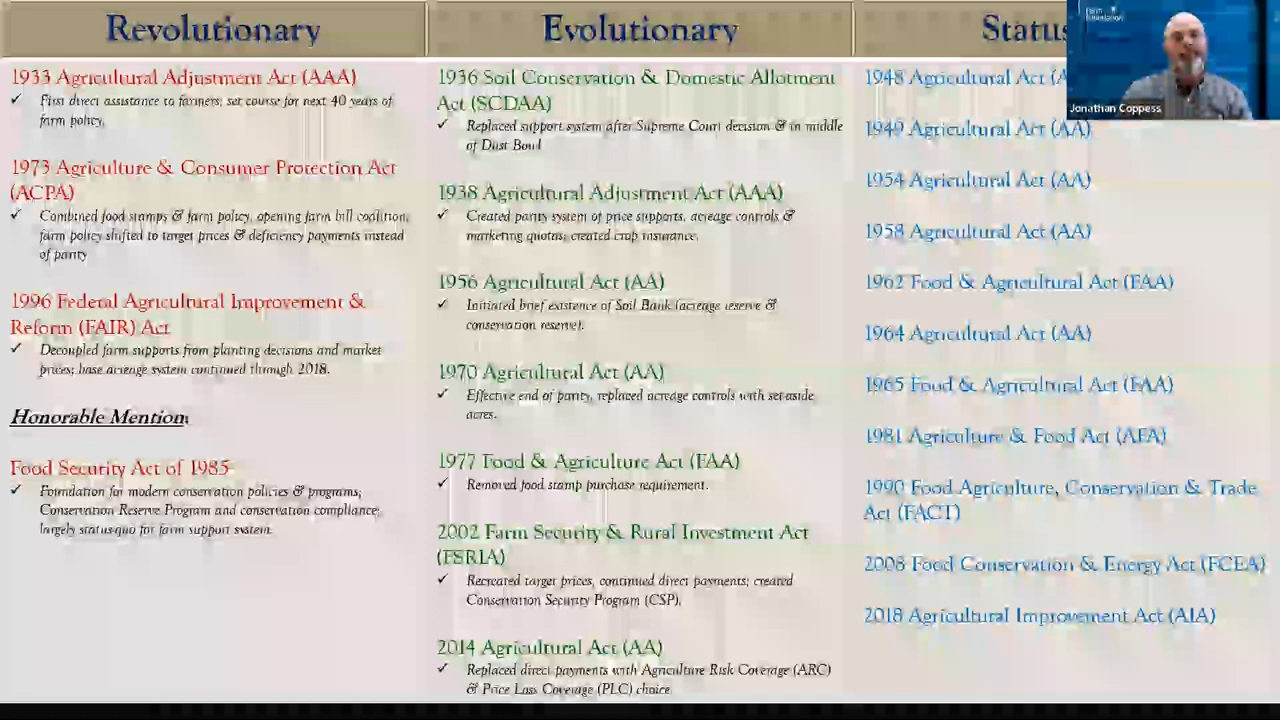 Revolutionary
1933 Agricultural Adjustment Act (AAA)
✓ First direct assistance to farmers; set course for next 40 years of
farm policy.
1973 Agriculture & Consumer Protection Act
(ACPA)
✓ Combined food stamps & farm policy, opening farm bill coalition;
farm policy shifted to target prices & deficiency payments instead
of parity
1996 Federal Agricultural Improvement &
Reform (FAIR) Act
✓ Decoupled farm supports from planting decisions and market
prices; base acreage system continued through 2018.
Honorable Mention:
Food Security Act of 1985
✓ Foundation for modern conservation policies & programs;
Conservation Reserve Program and conservation compliance;
largely status-quo for farm support system.
Evolutionary
1936 Soil Conservation & Domestic Allotment
Act (SCDAA)
✓ Replaced support system after Supreme Court decision & in middle
of Dust Bowl
1938 Agricultural Adjustment Act (AAA)
✓ Created parity system of price supports, acreage controls &
marketing quotas; created crop insurance.
1956 Agricultural Act (AA)
✓ Initiated brief existence of Soil Bank (acreage reserve &
conservation reserve).
1970 Agricultural Act (AA)
✓ Effective end of parity, replaced acreage controls with set-aside
acres.
1977 Food & Agriculture Act (FAA)
✓ Removed food stamp purchase requirement.
2002 Farm Security & Rural Investment Act
(FSRIA)
✓ Recreated target prices, continued direct payments; created
Conservation Security Program (CSP).
2014 Agricultural Act (AA)
✓ Replaced direct payments with Agriculture Risk Coverage (ARC)
& Price Loss Coverage (PLC) choice
Status
1948 Agricultural Act (A
1949 Agricultural Act (AA)
1954 Agricultural Act (AA)
1958 Agricultural Act (AA)
1962 Food & Agricultural Act (FAA)
1964 Agricultural Act (AA)
1965 Food & Agricultural Act (FAA)
1981 Agriculture & Food Act (AFA)
1990 Food Agriculture, Conservation & Trade
Act (FACT)
2008 Food Conservation & Energy Act (FCEA)
2018 Agricultural Improvement Act (AIA)
Farm
Foundation
Jonathan Coppess